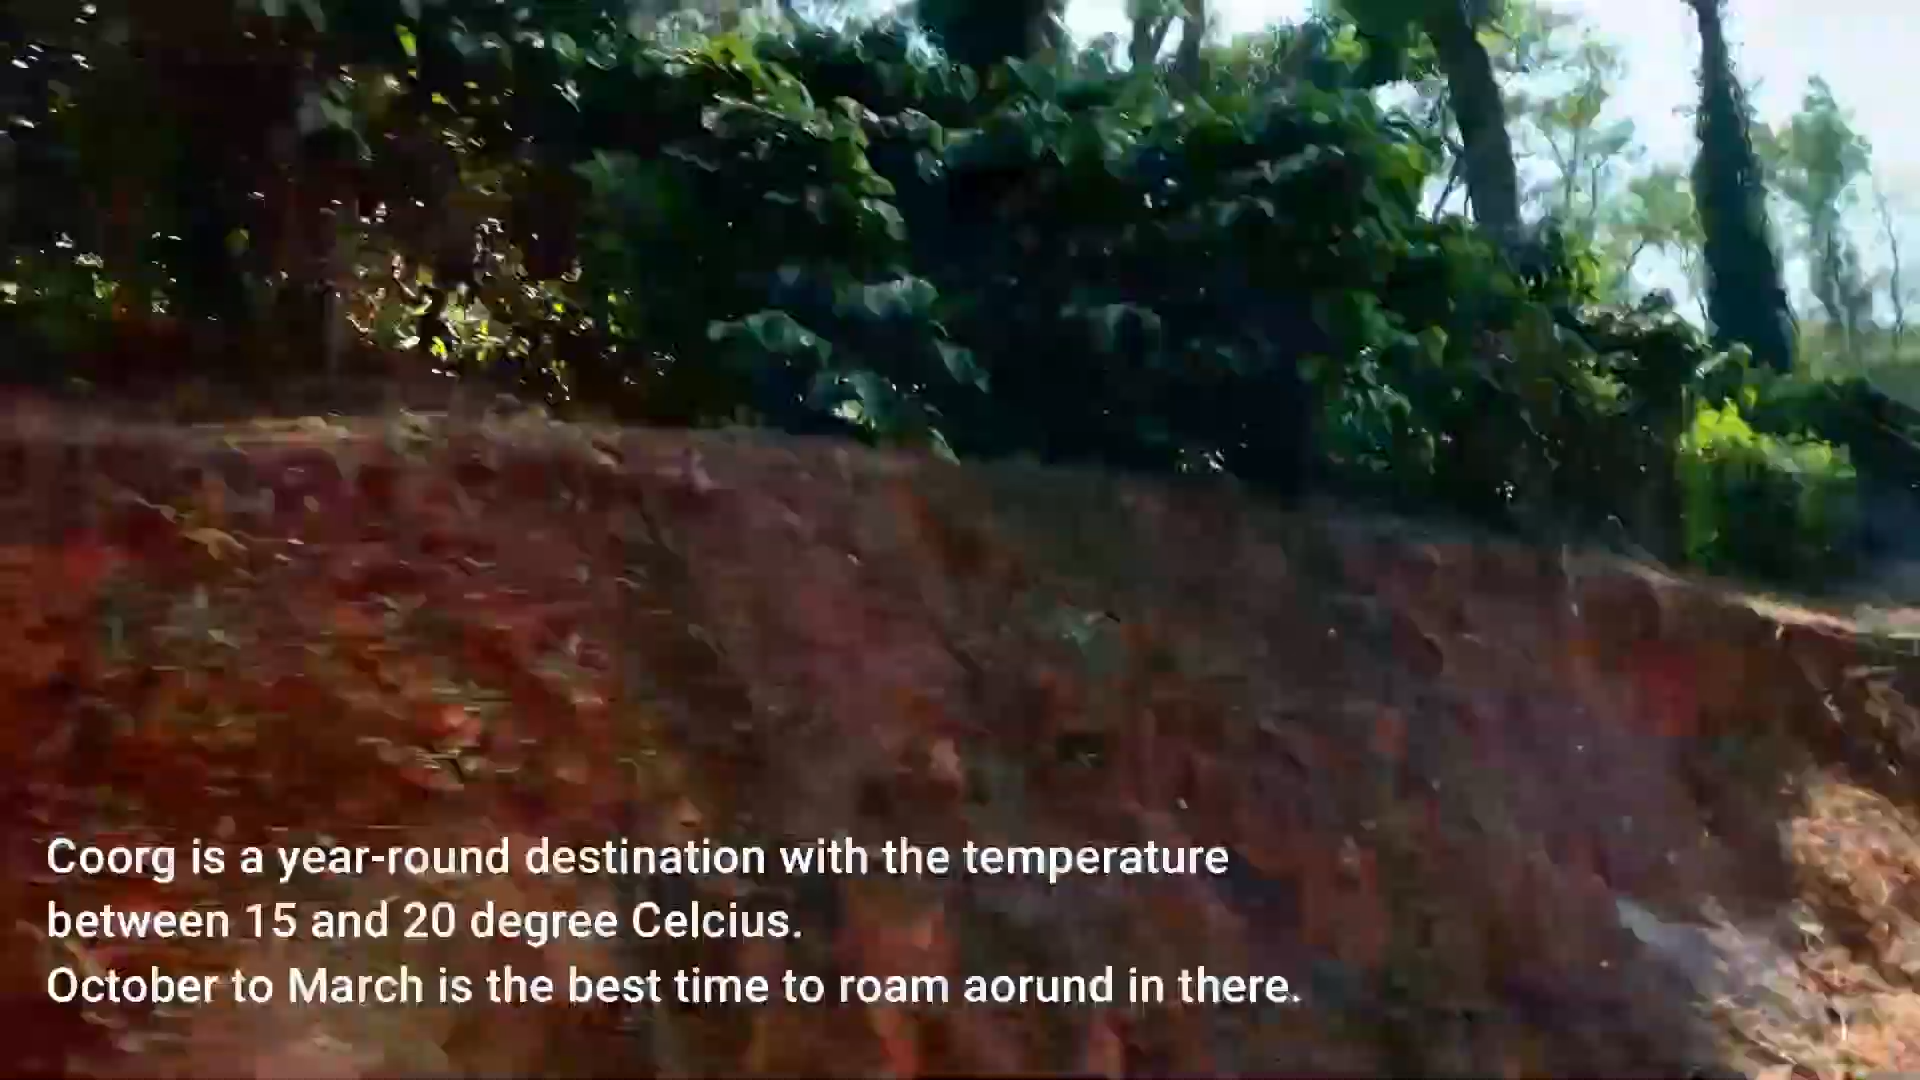 Coorg is a year-round destination with the temperature
between 15 and 20 degree Celcius.
October to March is the best time to roam aorund in there.